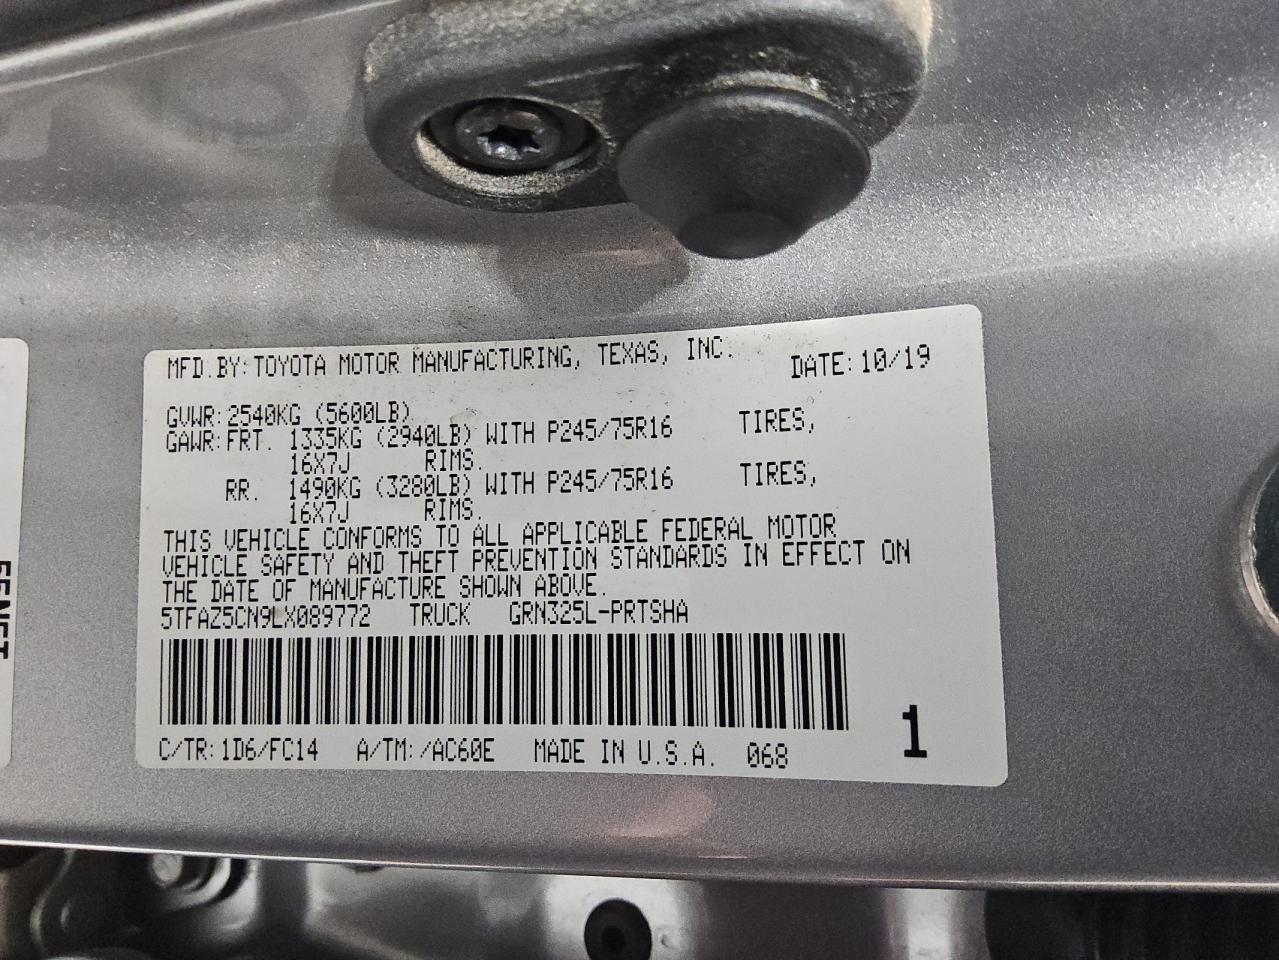 MFD. BY: TOYOTA MOTOR MANUFACTURING, TEXAS, INC. DATE: 10/19
GVWR: 2540KG (5600LB)
GAWR: FRT. 1335KG (2940LB) WITH P245/75R16 TIRES,
16X7J RIMS.
RR. 1490KG (3280LB) WITH P245/75R16 TIRES,
16X7J RIMS.
THIS VEHICLE CONFORMS TO ALL APPLICABLE FEDERAL MOTOR
VEHICLE SAFETY AND THEFT PREVENTION STANDARDS IN EFFECT ON
THE DATE OF MANUFACTURE SHOWN ABOVE.
5TFAZ5CN9LX089772 TRUCK GRN325L-PRTSHA
C/TR: 1D6/FC14 A/TM: /AC60E MADE IN U.S.A. 068
1